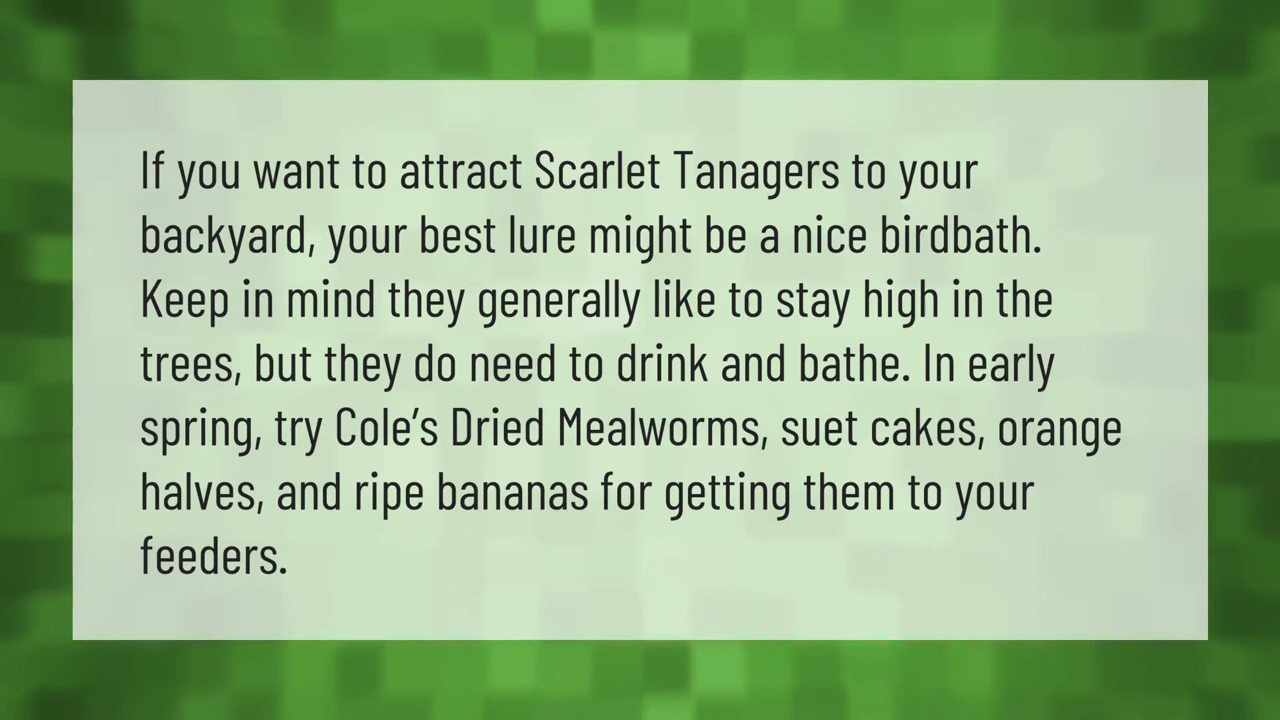 If you want to attract Scarlet Tanagers to your
backyard, your best lure might be a nice birdbath.
Keep in mind they generally like to stay high in the
trees, but they do need to drink and bathe. In early
spring, try Cole’s Dried Mealworms, suet cakes, orange
halves, and ripe bananas for getting them to your
feeders.